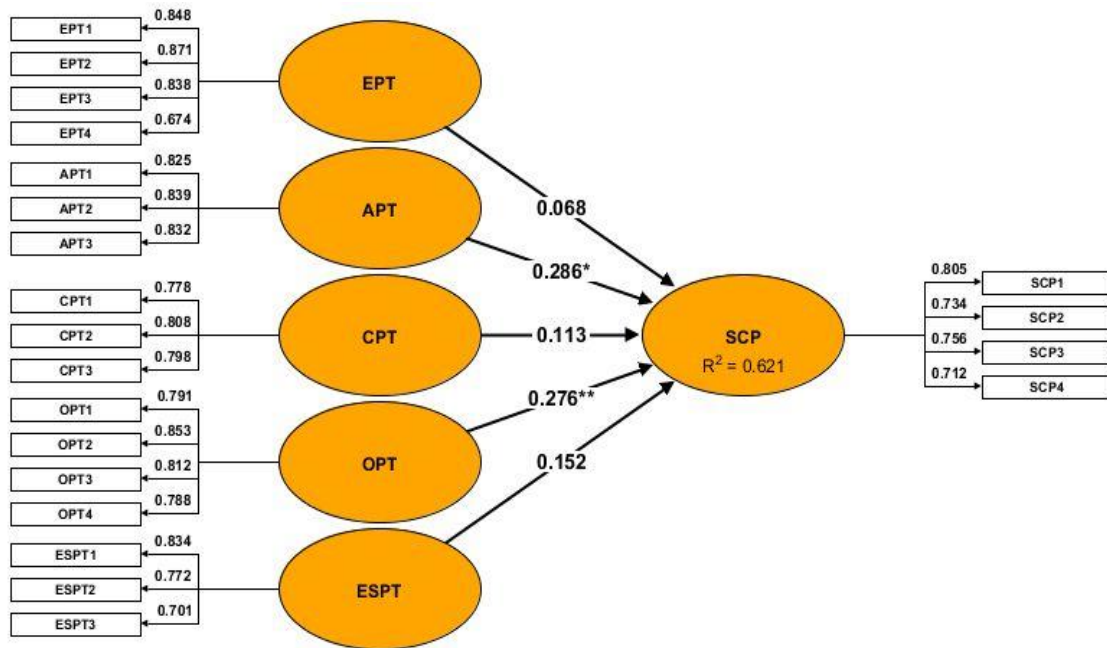 0.848
EPT1
0.871
EPT2
0.838
EPT3
0.674
EPT4
EPT
0.825
APT1
0.839
APT2
0.832
APT3
APT
0.778
CPT1
0.808
CPT2
0.798
CPT3
CPT
0.791
OPT1
0.853
OPT2
0.812
OPT3
0.788
OPT4
OPT
0.834
ESPT1
0.772
ESPT2
0.701
ESPT3
ESPT
0.068
0.286*
0.113
0.276**
0.152
SCP
R² = 0.621
0.805
SCP1
0.734
SCP2
0.756
SCP3
0.712
SCP4